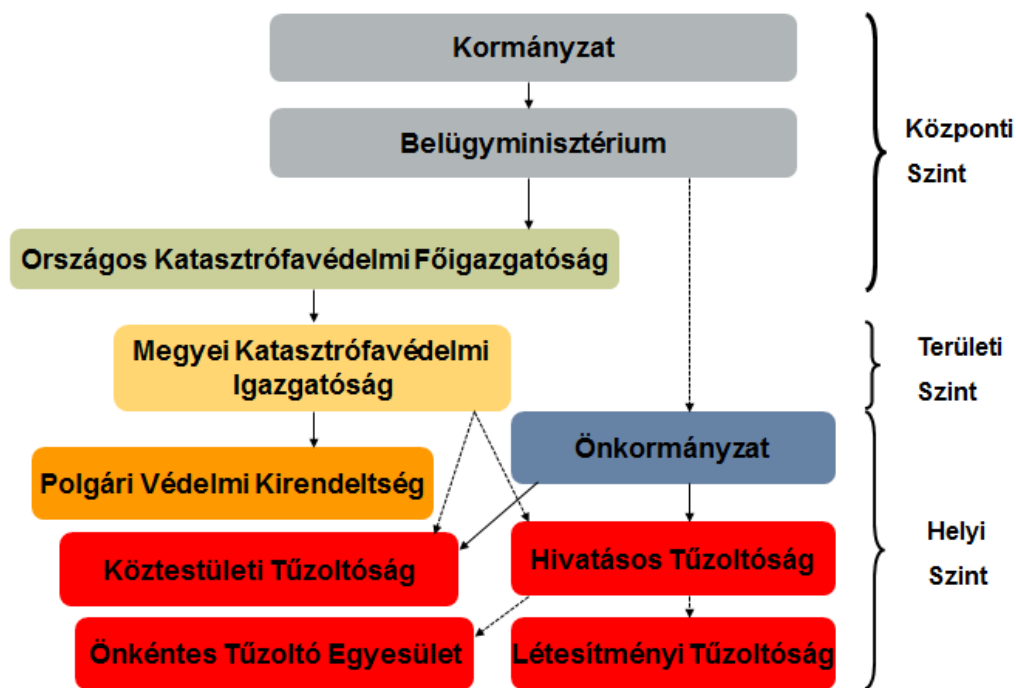 Kormányzat
Belügyminisztérium
Központi
Szint
Országos Katasztrófavédelmi Főigazgatóság
Megyei Katasztrófavédelmi
Igazgatóság
Területi
Szint
Önkormányzat
Polgári Védelmi Kirendeltség
Köztestületi Tűzoltóság
Hivatásos Tűzoltóság
Helyi
Szint
Önkéntes Tűzoltó Egyesület
Létesítményi Tűzoltóság